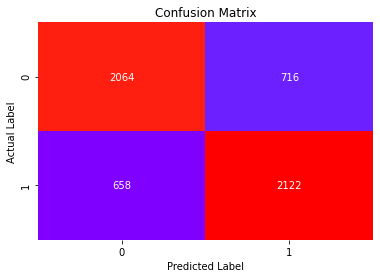 Confusion Matrix
Actual Label
0
2064
716
1
658
2122
0
1
Predicted Label